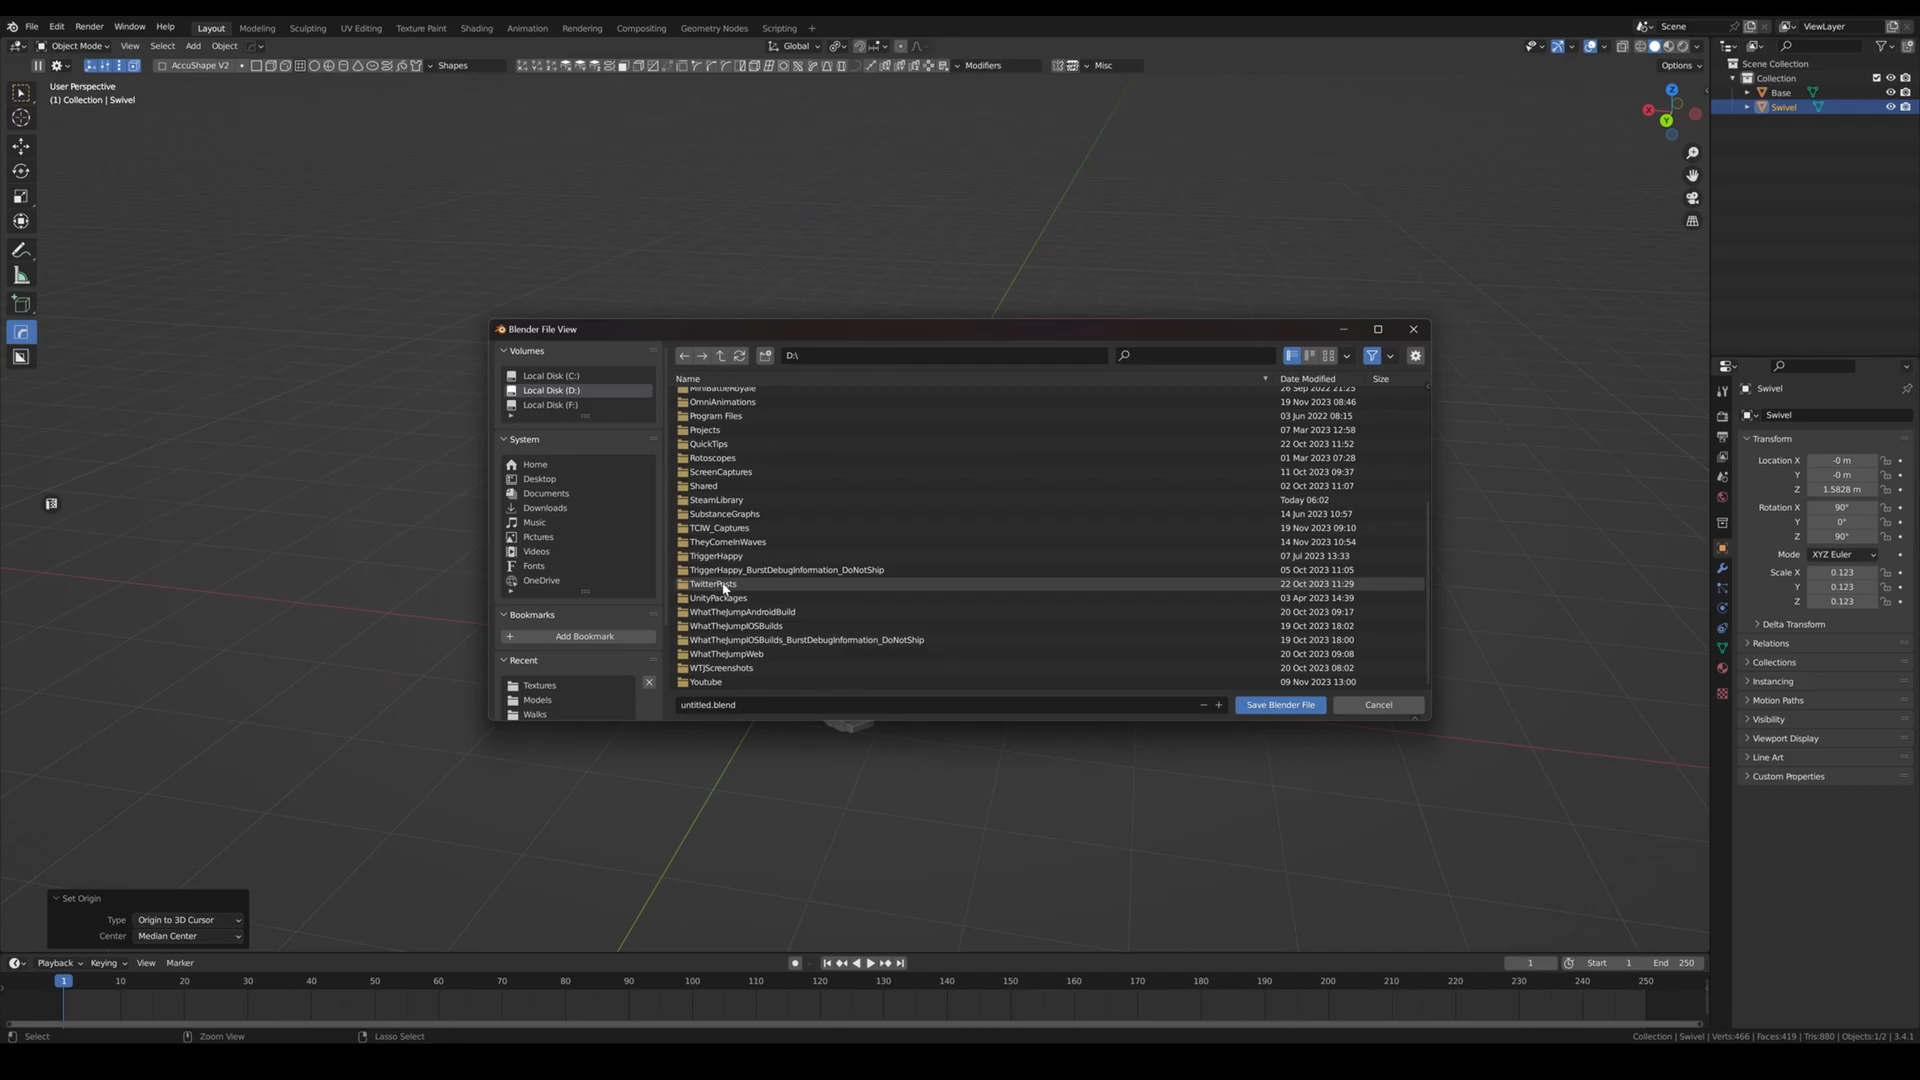 File Edit Render Window Help Layout Modeling Sculpting UV Editing Texture Paint Shading Animation Rendering Compositing Geometry Nodes Scripting + Scene ViewLayer
Object Mode View Select Add Object Global
AccuShape V2 Shapes Modifiers Misc Options
User Perspective
(1) Collection | Swivel
Scene Collection
Collection
Base
Swivel
Z
X
Y
Blender File View
Volumes
Local Disk (C:)
Local Disk (D:)
Local Disk (F:)
System
Home
Desktop
Documents
Downloads
Music
Pictures
Videos
Fonts
OneDrive
Bookmarks
+ Add Bookmark
Recent
Textures
Models
Walks
D:\
Name Date Modified Size
MiniBattleRoyale 26 Sep 2022 21:25
OmniAnimations 19 Nov 2023 08:46
Program Files 03 Jun 2022 08:15
Projects 07 Mar 2023 12:58
QuickTips 22 Oct 2023 11:52
Rotoscopes 01 Mar 2023 07:28
ScreenCaptures 11 Oct 2023 09:37
Shared 02 Oct 2023 11:07
SteamLibrary Today 06:02
SubstanceGraphs 14 Jun 2023 10:57
TCIW_Captures 19 Nov 2023 09:10
TheyComeInWaves 14 Nov 2023 10:54
TriggerHappy 07 Jul 2023 13:33
TriggerHappy_BurstDebugInformation_DoNotShip 05 Oct 2023 11:05
TwitterPosts 22 Oct 2023 11:29
UnityPackages 03 Apr 2023 14:39
WhatTheJumpAndroidBuild 20 Oct 2023 09:17
WhatTheJumpIOSBuilds 19 Oct 2023 18:02
WhatTheJumpIOSBuilds_BurstDebugInformation_DoNotShip 19 Oct 2023 18:00
WhatTheJumpWeb 20 Oct 2023 09:08
WTJScreenshots 20 Oct 2023 08:02
Youtube 09 Nov 2023 13:00
untitled.blend − + Save Blender File Cancel
Swivel
Swivel
Transform
Location X -0 m
Y -0 m
Z 1.5828 m
Rotation X 90°
Y 0°
Z 90°
Mode XYZ Euler
Scale X 0.123
Y 0.123
Z 0.123
Delta Transform
Relations
Collections
Instancing
Motion Paths
Visibility
Viewport Display
Line Art
Custom Properties
Set Origin
Type Origin to 3D Cursor
Center Median Center
Playback Keying View Marker 1 Start 1 End 250
1 10 20 30 40 50 60 70 80 90 100 110 120 130 140 150 160 170 180 190 200 210 220 230 240 250
Select Zoom View Lasso Select Collection | Swivel | Verts:466 | Faces:419 | Tris:880 | Objects:1/2 | 3.4.1